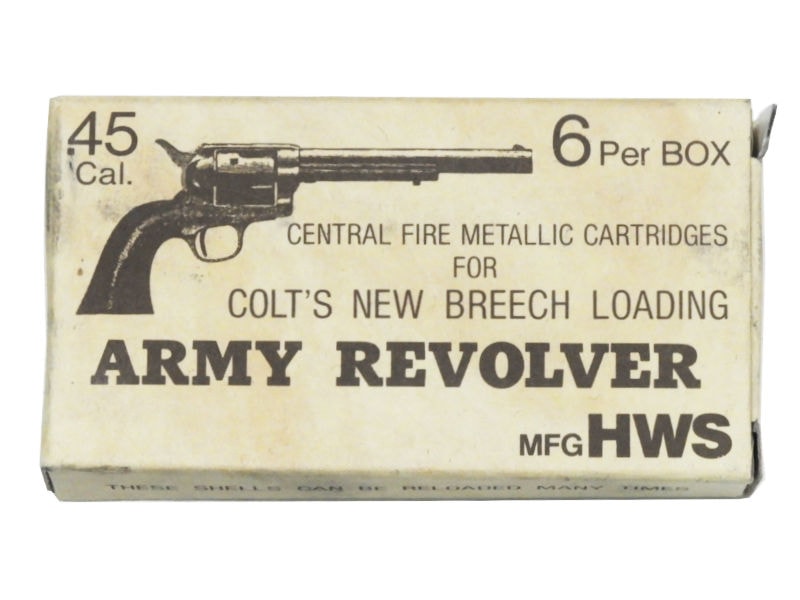 .45 Cal.
6 Per BOX
CENTRAL FIRE METALLIC CARTRIDGES
FOR
COLT'S NEW BREECH LOADING
ARMY REVOLVER
MFG HWS
THESE SHELLS CAN BE RELOADED MANY TIMES